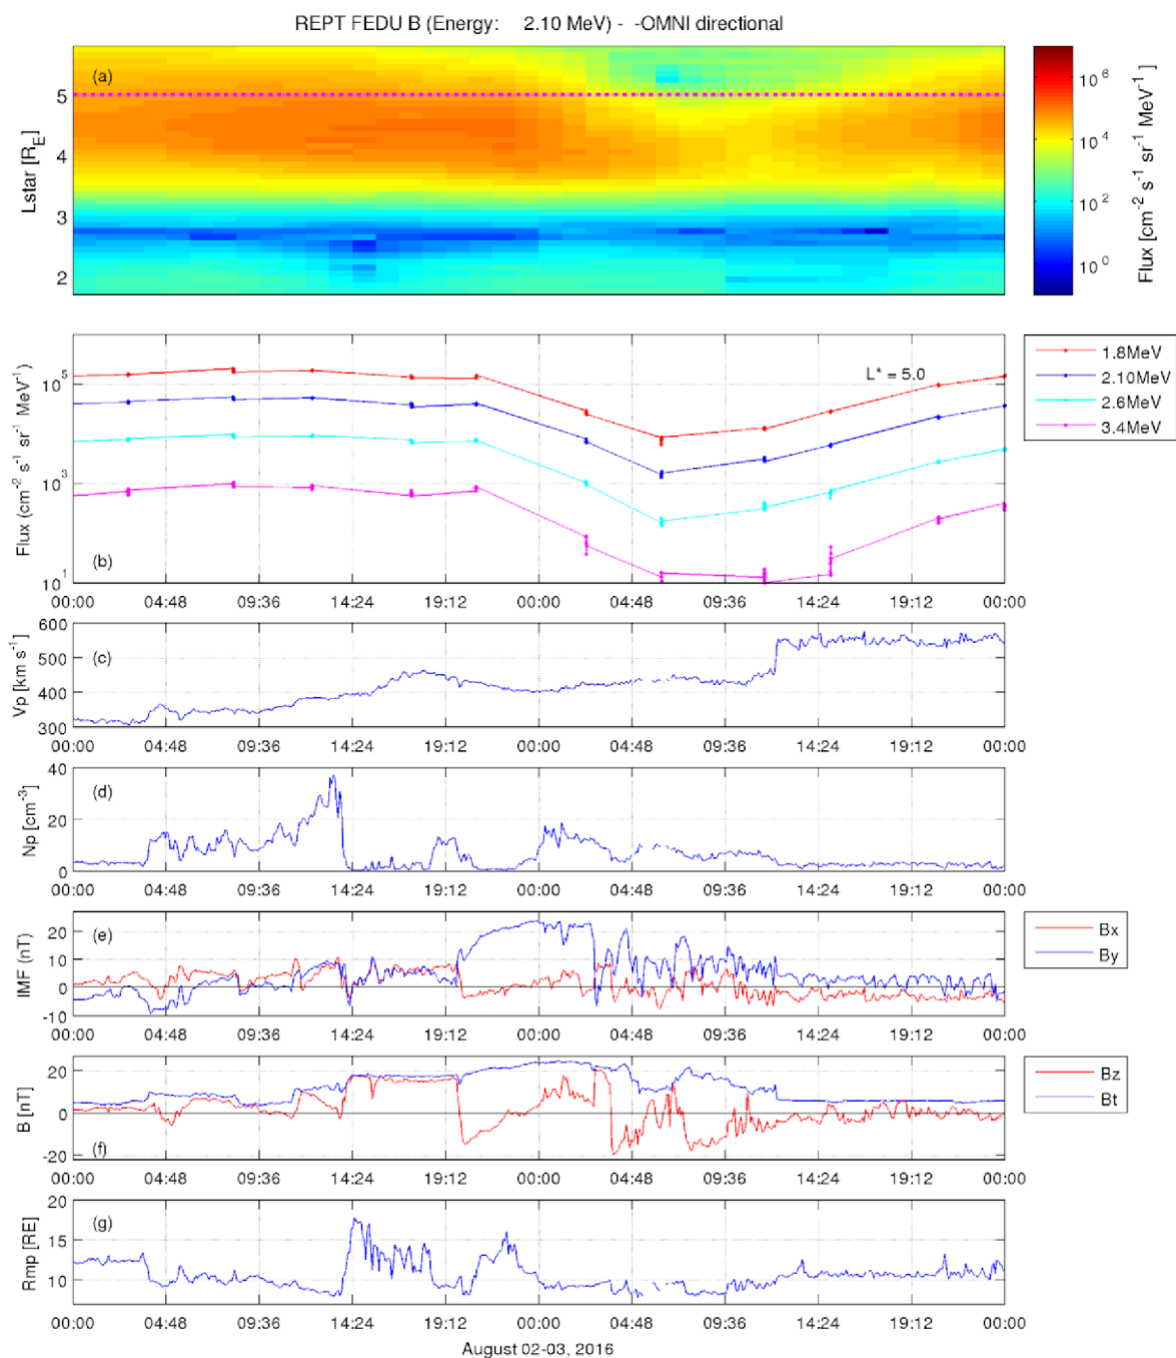 REPT FEDU B (Energy: 2.10 MeV) - -OMNI directional
(a)
5
4
3
2
Lstar [R_E]
10^6
10^4
10^2
10^0
Flux [cm^-2 s^-1 sr^-1 MeV^-1]
10^5
10^3
10^1
Flux (cm^-2 s^-1 sr^-1 MeV^-1)
L* = 5.0
(b)
1.8MeV
2.10MeV
2.6MeV
3.4MeV
00:00 04:48 09:36 14:24 19:12 00:00 04:48 09:36 14:24 19:12 00:00
600
500
400
300
Vp[km s^-1]
(c)
00:00 04:48 09:36 14:24 19:12 00:00 04:48 09:36 14:24 19:12 00:00
40
20
0
Np [cm^-3]
(d)
00:00 04:48 09:36 14:24 19:12 00:00 04:48 09:36 14:24 19:12 00:00
20
10
0
-10
IMF (nT)
(e)
Bx
By
00:00 04:48 09:36 14:24 19:12 00:00 04:48 09:36 14:24 19:12 00:00
20
0
-20
B [nT]
(f)
Bz
Bt
00:00 04:48 09:36 14:24 19:12 00:00 04:48 09:36 14:24 19:12 00:00
20
15
10
Rmp [RE]
(g)
00:00 04:48 09:36 14:24 19:12 00:00 04:48 09:36 14:24 19:12 00:00
August 02-03, 2016